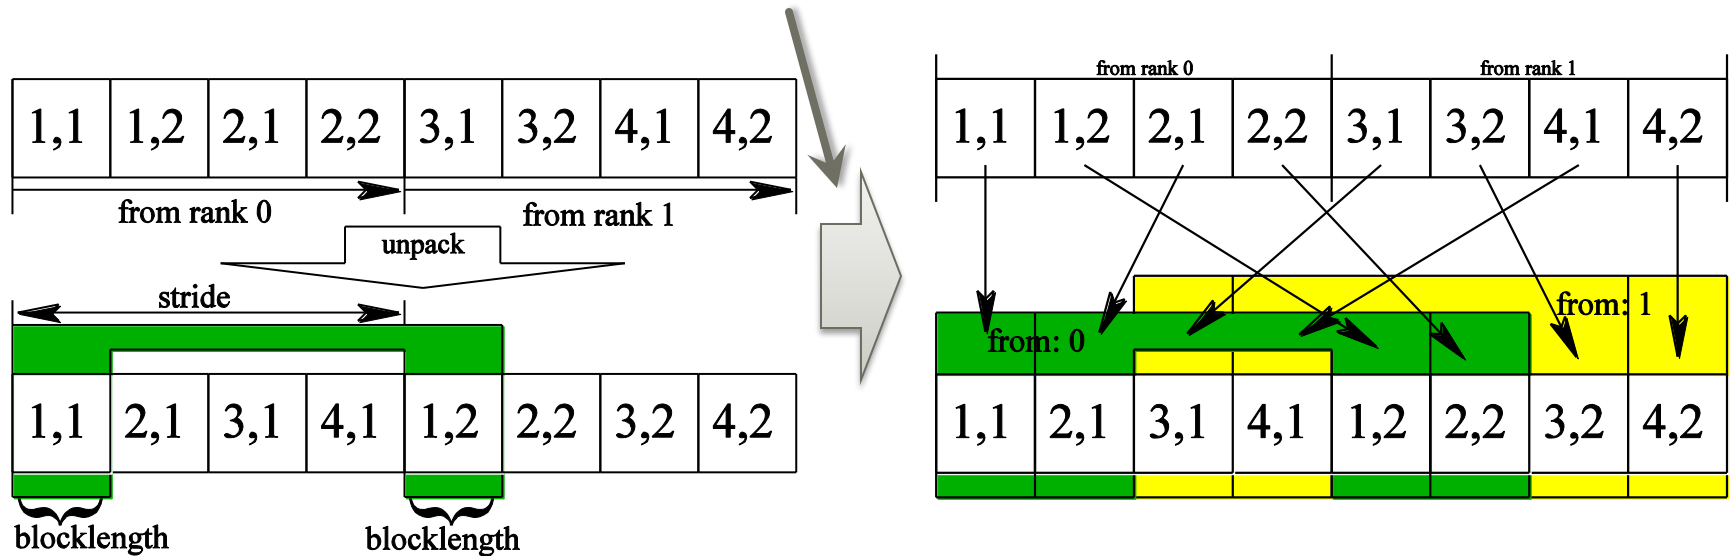 1,1 1,2 2,1 2,2 3,1 3,2 4,1 4,2
from rank 0 from rank 1
unpack
stride
1,1 2,1 3,1 4,1 1,2 2,2 3,2 4,2
blocklength blocklength
from rank 0 from rank 1
1,1 1,2 2,1 2,2 3,1 3,2 4,1 4,2
from: 1
from: 0
1,1 2,1 3,1 4,1 1,2 2,2 3,2 4,2